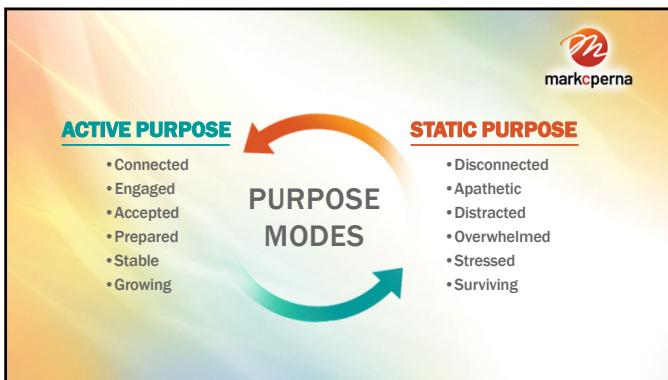 markcperna
ACTIVE PURPOSE
•Connected
•Engaged
•Accepted
•Prepared
•Stable
•Growing
PURPOSE
MODES
STATIC PURPOSE
•Disconnected
•Apathetic
•Distracted
•Overwhelmed
•Stressed
•Surviving